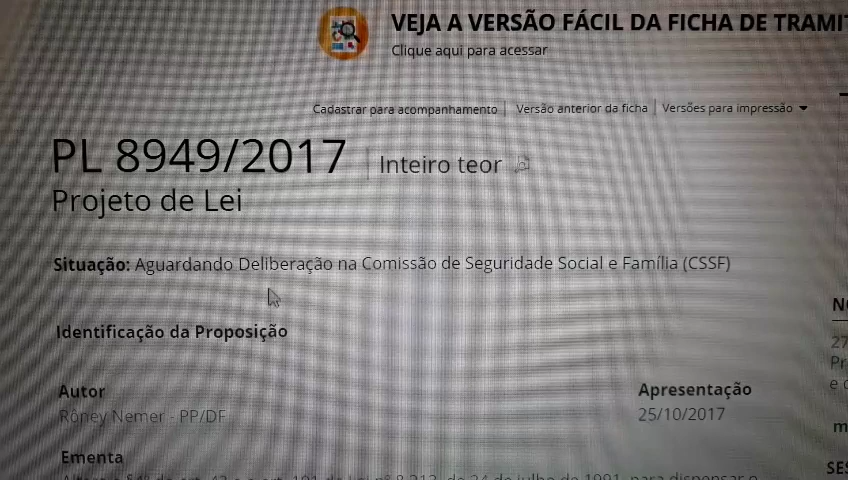 VEJA A VERSÃO FÁCIL DA FICHA DE
Clique aqui para acessar
Cadastrar para acompanhamento | Versão anterior da ficha | Versões para impressão
PL 8949/2017 | Inteiro teor
Projeto de Lei
Situação: Aguardando Deliberação na Comissão de Seguridade Social e Família (CSSF)
Identificação da Proposição
Autor
Rôney Nemer - PP/DF
Apresentação
25/10/2017
Ementa